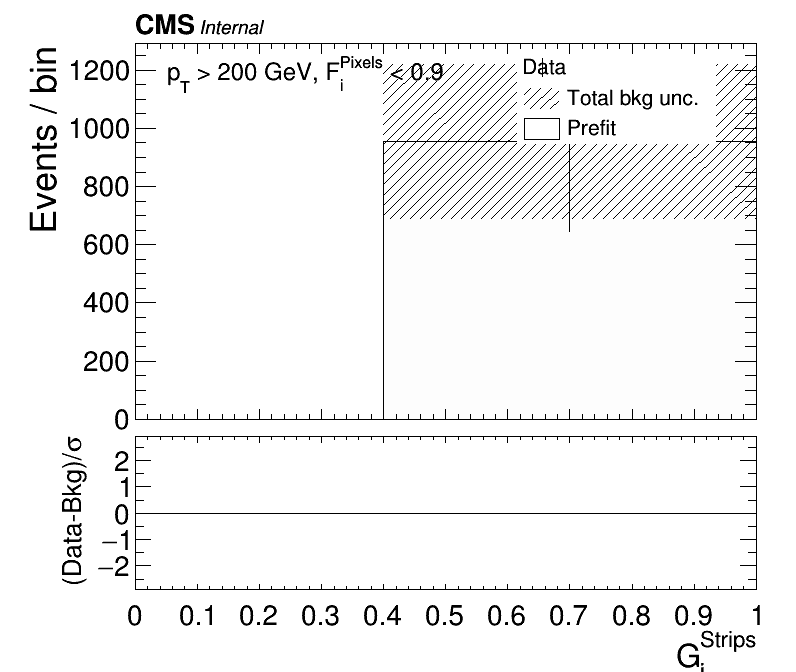 CMS Internal
p_T > 200 GeV, F_i^Pixels < 0.9
Data
Total bkg unc.
Prefit
Events / bin
1200
1000
800
600
400
200
0
(Data-Bkg)/σ
2
1
0
−1
−2
0 0.1 0.2 0.3 0.4 0.5 0.6 0.7 0.8 0.9 1
G_i^Strips